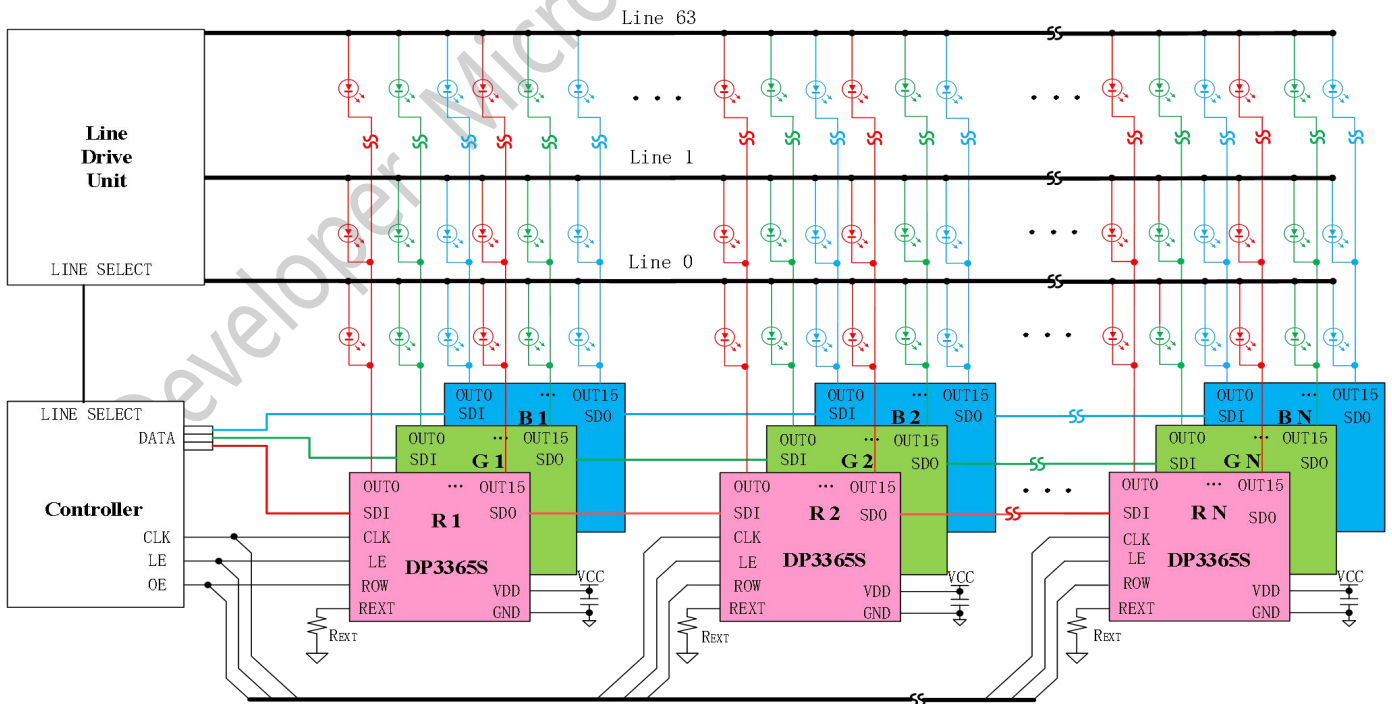 Line 63
Developer Micro
Line
Drive
Unit
LINE SELECT
Line 1
Line 0
LINE SELECT
DATA
Controller
CLK
LE
OE
OUT0 ... OUT15
SDI SDO
B 1
OUT0 ... OUT15
SDI SDO
G 1
OUT0 ... OUT15
SDI SDO
R 1
CLK
LE
DP3365S
ROW
VDD
REXT
GND
VCC
REXT
OUT0 ... OUT15
SDI SDO
B 2
OUT0 ... OUT15
SDI SDO
G 2
OUT0 ... OUT15
SDI SDO
R 2
CLK
LE
DP3365S
ROW
VDD
REXT
GND
VCC
REXT
OUT0 ... OUT15
SDI SDO
B N
OUT0 ... OUT15
SDI SDO
G N
OUT0 ... OUT15
SDI SDO
R N
CLK
LE
DP3365S
ROW
VDD
REXT
GND
VCC
REXT